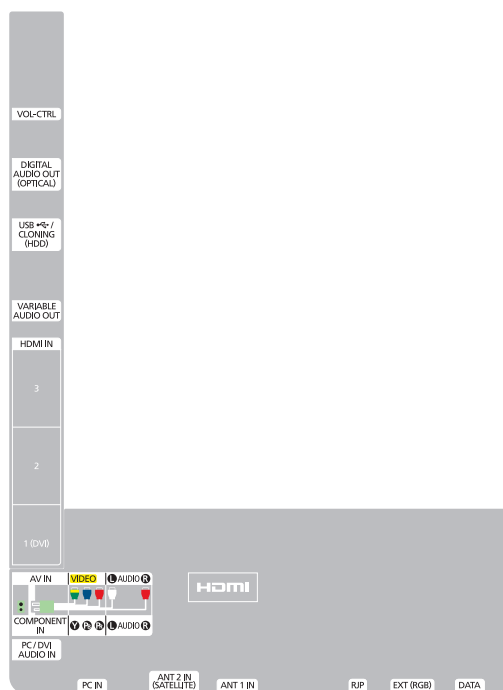 VOL-CTRL
DIGITAL
AUDIO OUT
(OPTICAL)
USB /
CLONING
(HDD)
VARIABLE
AUDIO OUT
HDMI IN
3
2
1 (DVI)
AV IN VIDEO L AUDIO R
HDMI
COMPONENT
IN
Y PB PR L AUDIO R
PC / DVI
AUDIO IN
PC IN
ANT 2 IN
(SATELLITE)
ANT 1 IN
RJP
EXT (RGB)
DATA